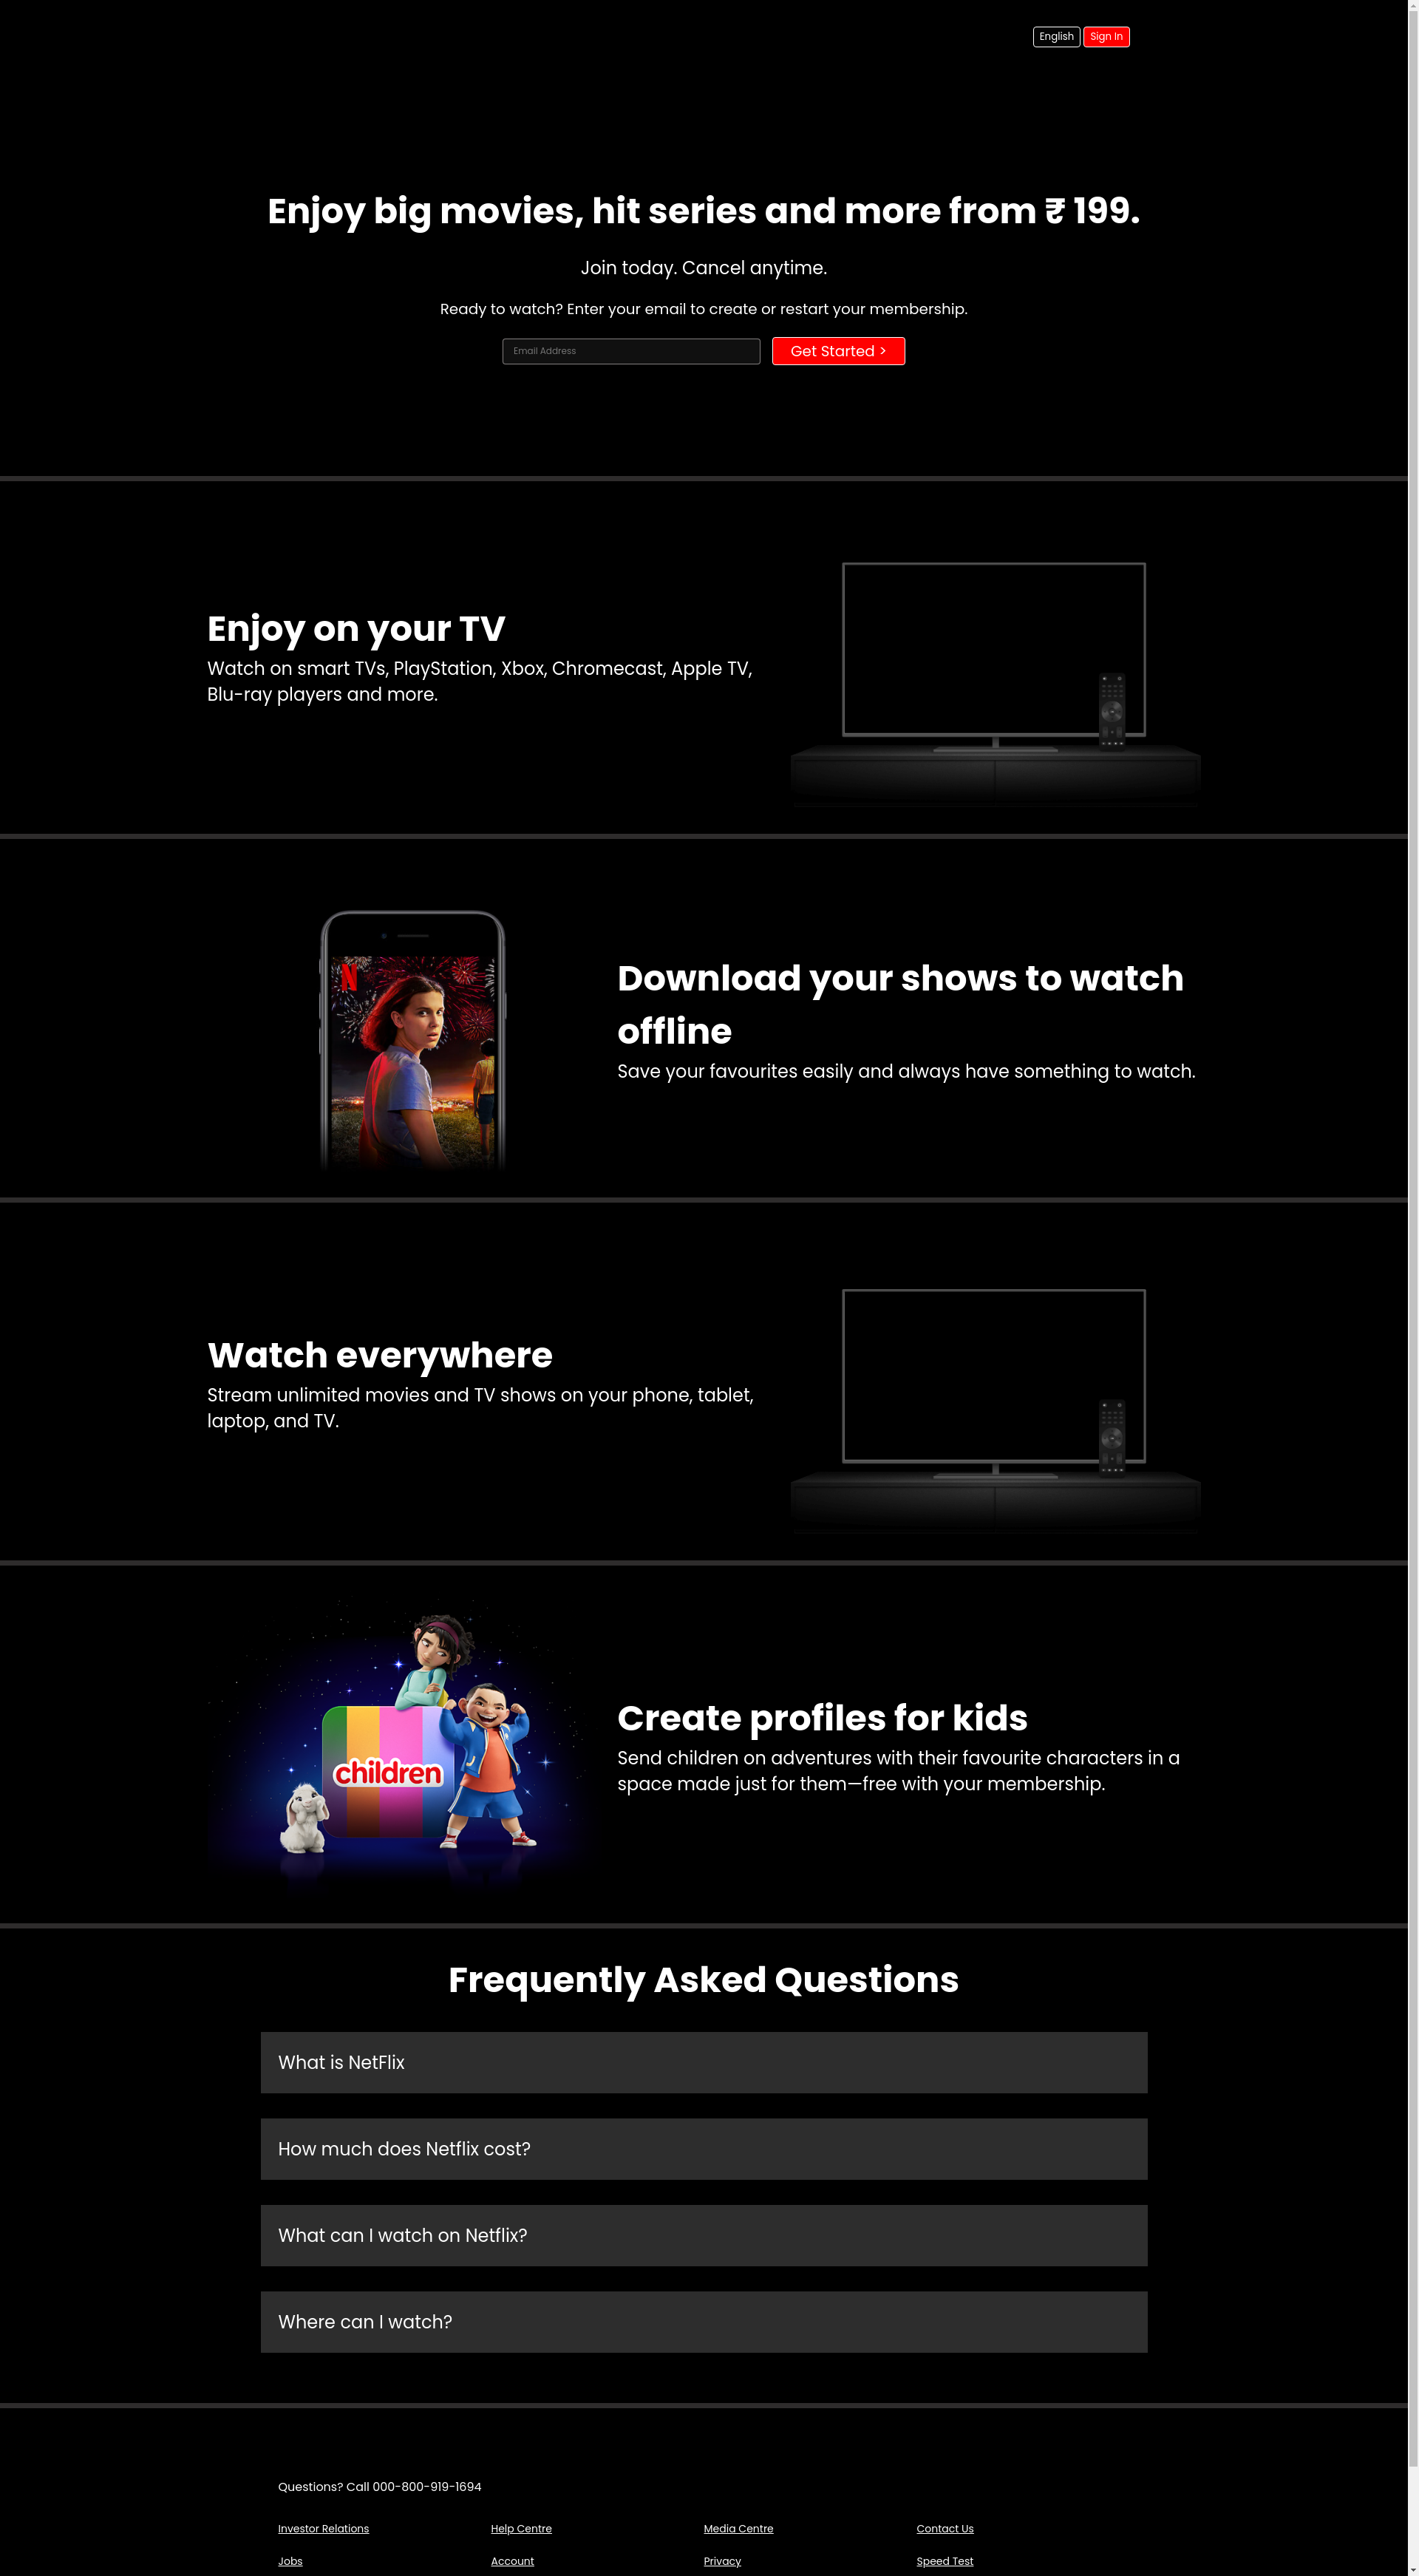 English Sign In
Enjoy big movies, hit series and more from ₹ 199.
Join today. Cancel anytime.
Ready to watch? Enter your email to create or restart your membership.
Email Address Get Started >
Enjoy on your TV
Watch on smart TVs, PlayStation, Xbox, Chromecast, Apple TV,
Blu-ray players and more.
N
Download your shows to watch
offline
Save your favourites easily and always have something to watch.
Watch everywhere
Stream unlimited movies and TV shows on your phone, tablet,
laptop, and TV.
children
Create profiles for kids
Send children on adventures with their favourite characters in a
space made just for them—free with your membership.
Frequently Asked Questions
What is NetFlix
How much does Netflix cost?
What can I watch on Netflix?
Where can I watch?
Questions? Call 000-800-919-1694
Investor Relations Help Centre Media Centre Contact Us
Jobs Account Privacy Speed Test